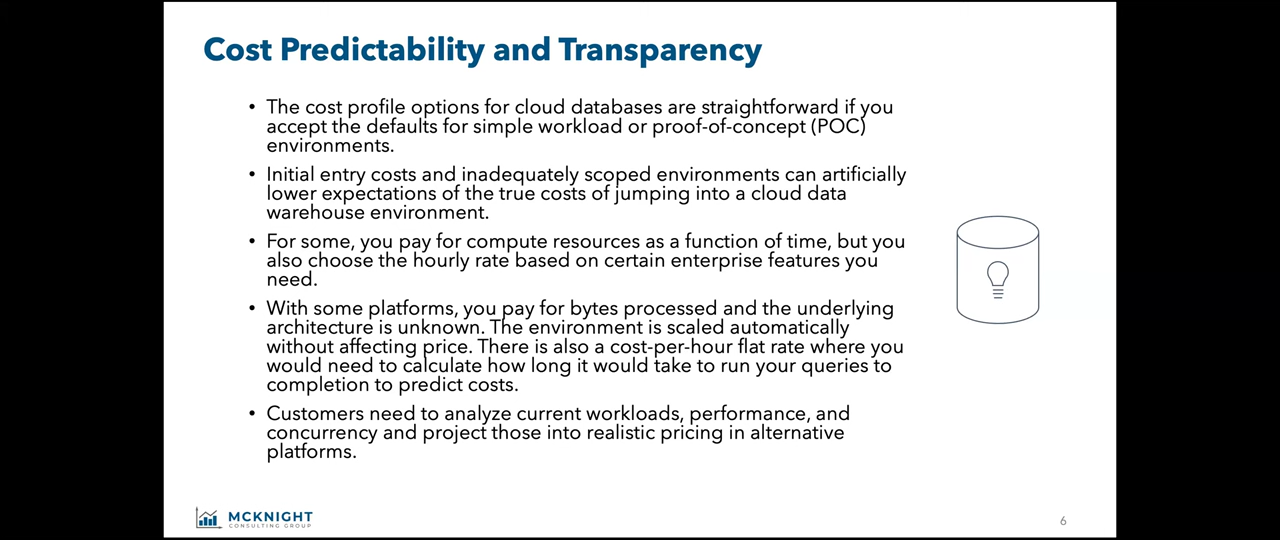 Cost Predictability and Transparency
• The cost profile options for cloud databases are straightforward if you
accept the defaults for simple workload or proof-of-concept (POC)
environments.
• Initial entry costs and inadequately scoped environments can artificially
lower expectations of the true costs of jumping into a cloud data
warehouse environment.
• For some, you pay for compute resources as a function of time, but you
also choose the hourly rate based on certain enterprise features you
need.
• With some platforms, you pay for bytes processed and the underlying
architecture is unknown. The environment is scaled automatically
without affecting price. There is also a cost-per-hour flat rate where you
would need to calculate how long it would take to run your queries to
completion to predict costs.
• Customers need to analyze current workloads, performance, and
concurrency and project those into realistic pricing in alternative
platforms.
MCKNIGHT
CONSULTING GROUP
6